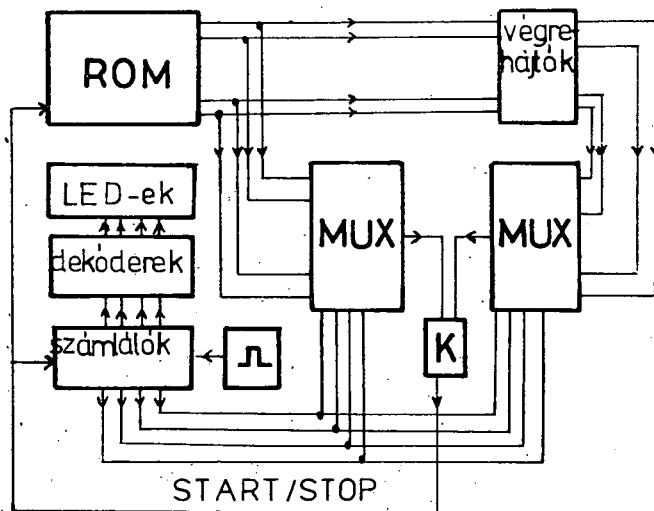 ROM
végre-
hajtók
LED-ek
MUX
MUX
dekóderek
K
számlálók
START/STOP